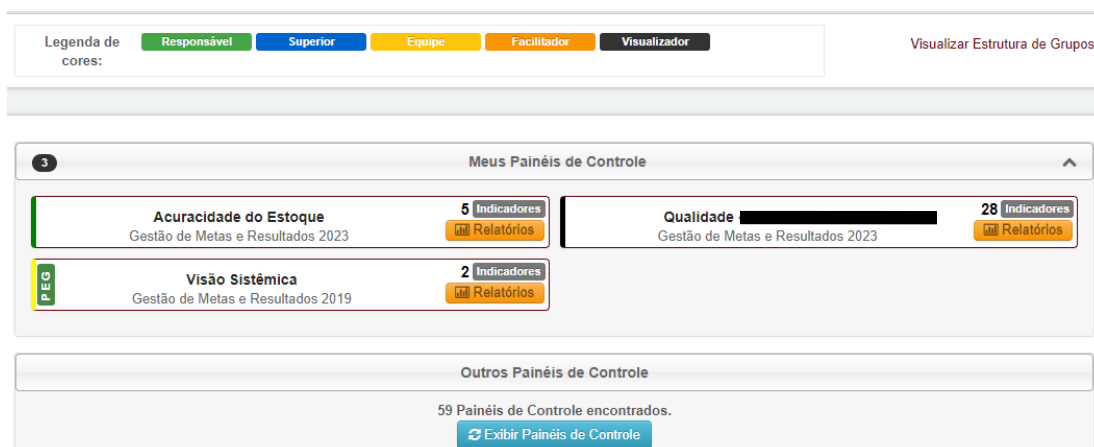 Legenda de cores:
Responsável
Superior
Equipe
Facilitador
Visualizador
Visualizar Estrutura de Grupos
3
Meus Painéis de Controle
Acuracidade do Estoque
Gestão de Metas e Resultados 2023
5 Indicadores
Relatórios
Qualidade -
Gestão de Metas e Resultados 2023
28 Indicadores
Relatórios
PEG
Visão Sistêmica
Gestão de Metas e Resultados 2019
2 Indicadores
Relatórios
Outros Painéis de Controle
59 Painéis de Controle encontrados.
Exibir Painéis de Controle